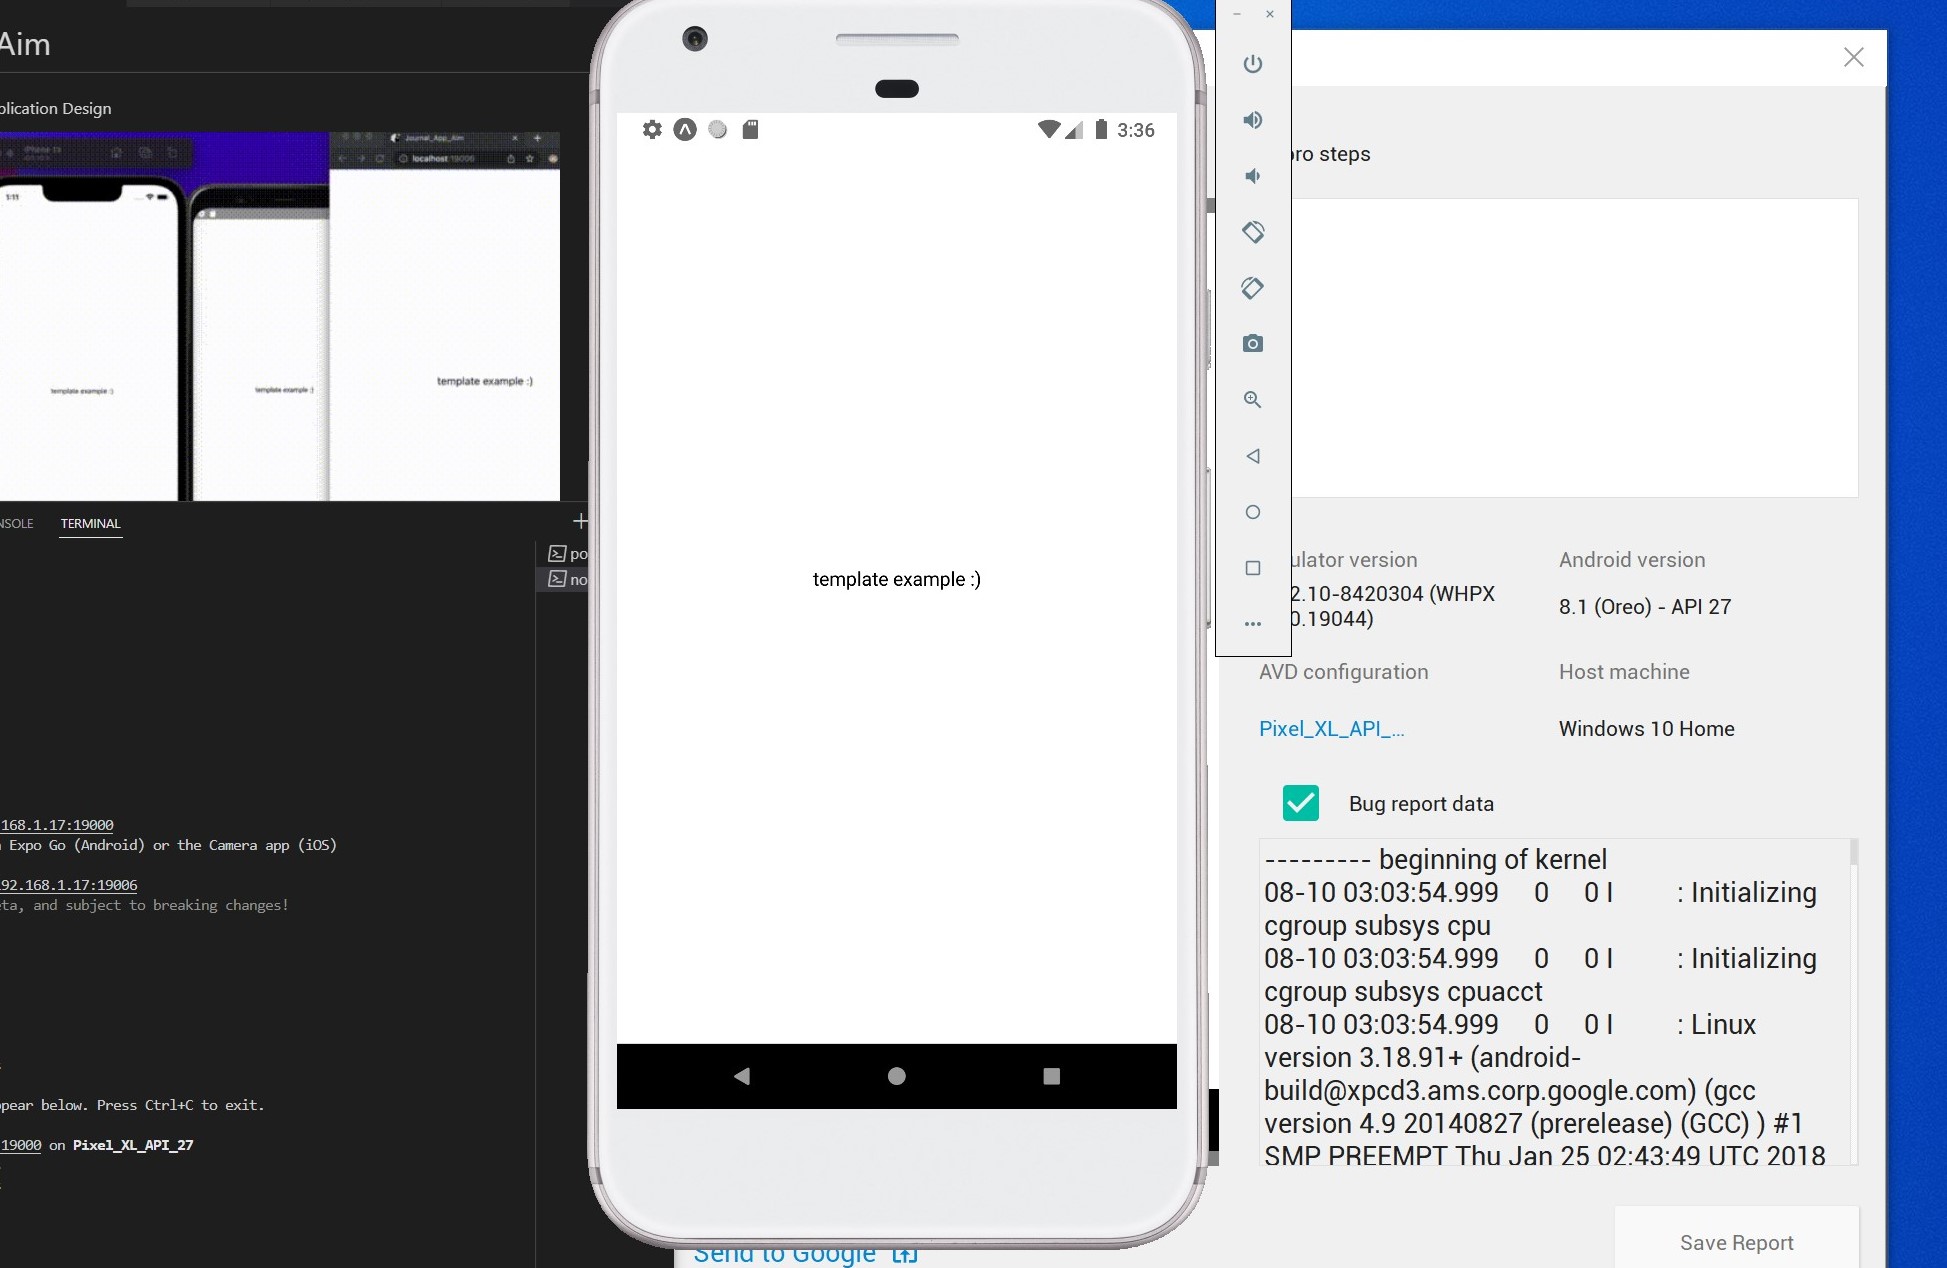 Aim
plication Design
Journal_App_Aim
localhost:19006
1:11
template example :)
template example :)
template example :)
NSOLE
TERMINAL
po
no
168.1.17:19000
Expo Go (Android) or the Camera app (iOS)
92.168.1.17:19006
ta, and subject to breaking changes!
pear below. Press Ctrl+C to exit.
19000 on Pixel_XL_API_27
3:36
template example :)
ro steps
ulator version
Android version
2.10-8420304 (WHPX
0.19044)
8.1 (Oreo) - API 27
AVD configuration
Host machine
Pixel_XL_API_...
Windows 10 Home
Bug report data
--------- beginning of kernel
08-10 03:03:54.999 0 0 I : Initializing
cgroup subsys cpu
08-10 03:03:54.999 0 0 I : Initializing
cgroup subsys cpuacct
08-10 03:03:54.999 0 0 I : Linux
version 3.18.91+ (android-
build@xpcd3.ams.corp.google.com) (gcc
version 4.9 20140827 (prerelease) (GCC) ) #1
SMP PREEMPT Thu Jan 25 02:43:49 UTC 2018
Save Report
Send to Google